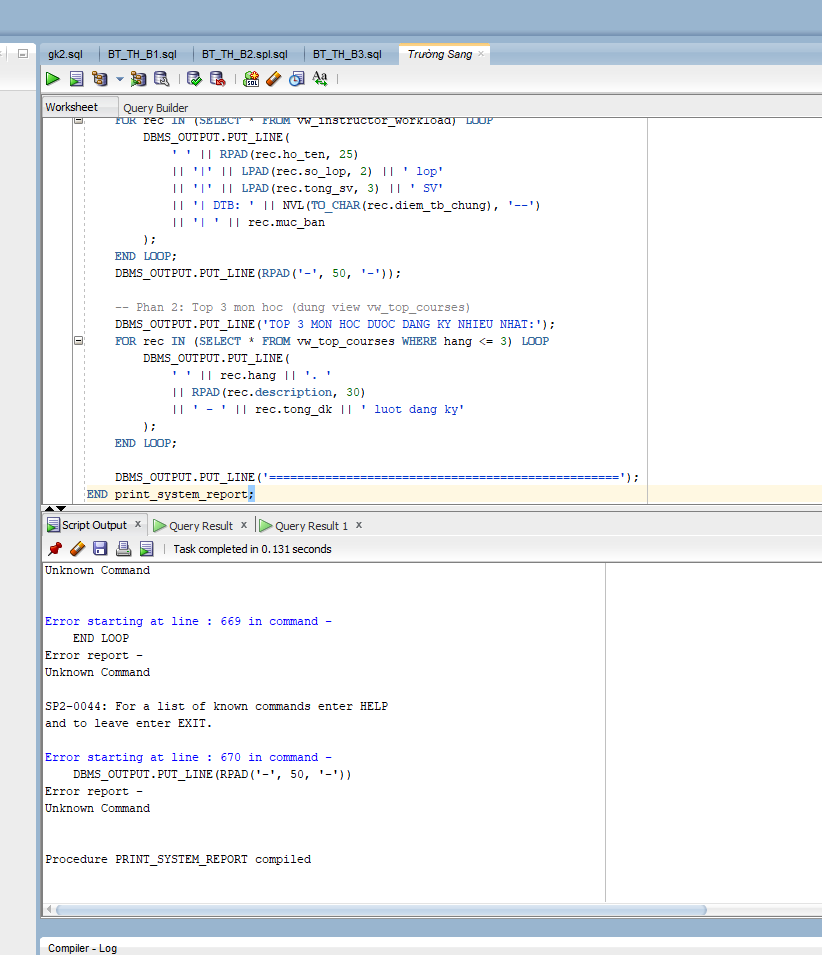 gk2.sql BT_TH_B1.sql BT_TH_B2.spl.sql BT_TH_B3.sql Trường Sang ×
Worksheet Query Builder
FOR rec IN (SELECT * FROM vw_instructor_workload) LOOP
DBMS_OUTPUT.PUT_LINE(
' ' || RPAD(rec.ho_ten, 25)
|| '|' || LPAD(rec.so_lop, 2) || ' lop'
|| '|' || LPAD(rec.tong_sv, 3) || ' SV'
|| '| DTB: ' || NVL(TO_CHAR(rec.diem_tb_chung), '--')
|| '| ' || rec.muc_ban
);
END LOOP;
DBMS_OUTPUT.PUT_LINE(RPAD('-', 50, '-'));
-- Phan 2: Top 3 mon hoc (dung view vw_top_courses)
DBMS_OUTPUT.PUT_LINE('TOP 3 MON HOC DUOC DANG KY NHIEU NHAT:');
FOR rec IN (SELECT * FROM vw_top_courses WHERE hang <= 3) LOOP
DBMS_OUTPUT.PUT_LINE(
' ' || rec.hang || '. '
|| RPAD(rec.description, 30)
|| ' - ' || rec.tong_dk || ' luot dang ky'
);
END LOOP;
DBMS_OUTPUT.PUT_LINE('==================================================');
END print_system_report;
Script Output × Query Result × Query Result 1 ×
Task completed in 0.131 seconds
Unknown Command
Error starting at line : 669 in command -
END LOOP
Error report -
Unknown Command
SP2-0044: For a list of known commands enter HELP
and to leave enter EXIT.
Error starting at line : 670 in command -
DBMS_OUTPUT.PUT_LINE(RPAD('-', 50, '-'))
Error report -
Unknown Command
Procedure PRINT_SYSTEM_REPORT compiled
Compiler - Log